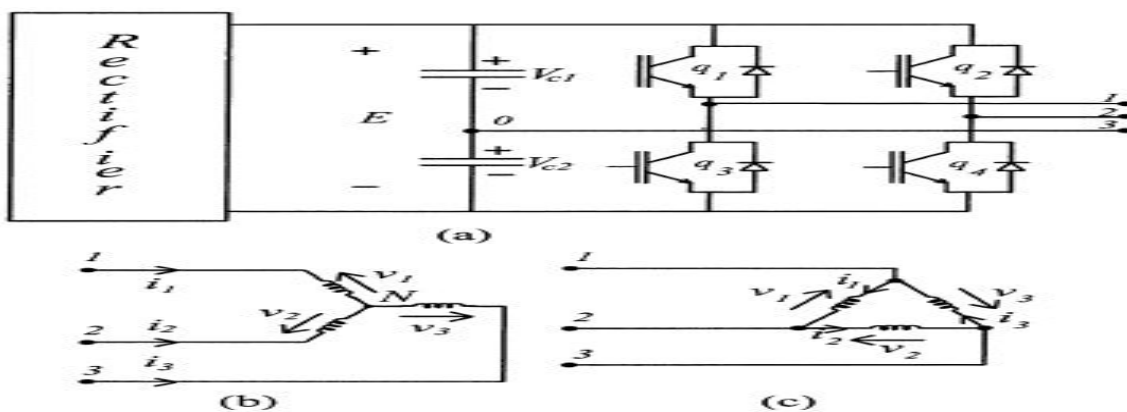 Rectifier
+
E
−
+
Vc1
−
0
+
Vc2
−
q1
q2
q3
q4
1
2
3
(a)
1
i1
v1
N
2
i2
v2
v3
3
i3
(b)
1
i1
v1
v3
2
i2
i3
v2
3
(c)